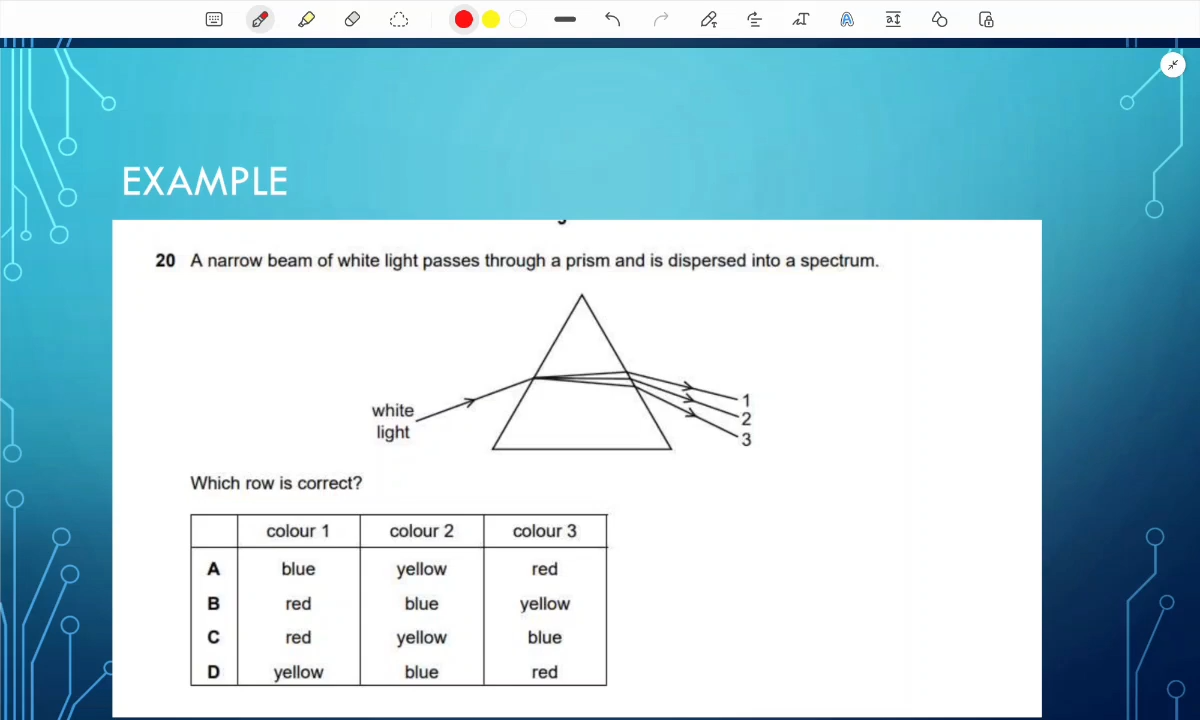 EXAMPLE
20 A narrow beam of white light passes through a prism and is dispersed into a spectrum.
white
light
1
2
3
Which row is correct?
colour 1 colour 2 colour 3
A blue yellow red
B red blue yellow
C red yellow blue
D yellow blue red